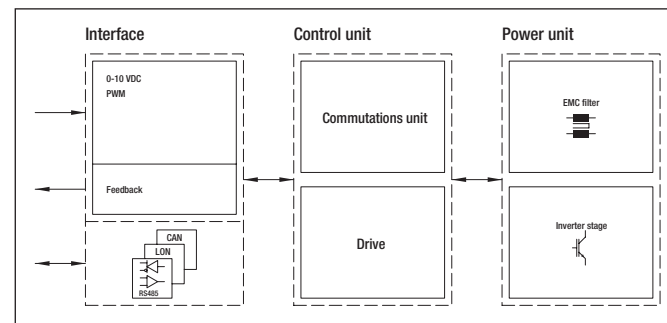 Interface
Control unit
Power unit
0-10 VDC
PWM
Feedback
CAN
LON
RS485
Commutations unit
Drive
EMC filter
Inverter stage